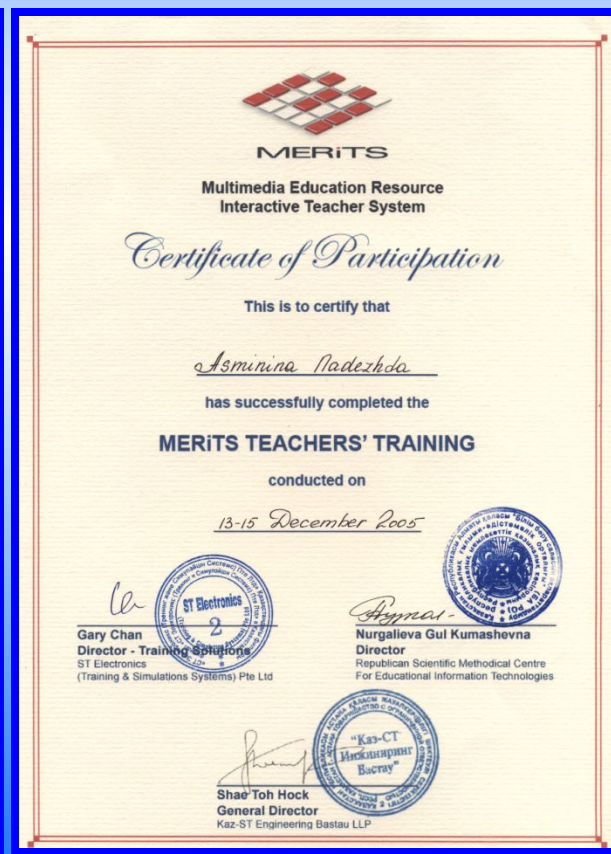 MERiTS
Multimedia Education Resource
Interactive Teacher System
Certificate of Participation
This is to certify that
Asminina Nadezhda
has successfully completed the
MERiTS TEACHERS' TRAINING
conducted on
13-15 December 2005
ST Electronics
2
Gary Chan
Director - Training Solutions
ST Electronics
(Training & Simulations Systems) Pte Ltd
Nurgalieva Gul Kumashevna
Director
Republican Scientific Methodical Centre
For Educational Information Technologies
"Каз-СТ
Инжиниринг
Бастау"
Shae Toh Hock
General Director
Kaz-ST Engineering Bastau LLP